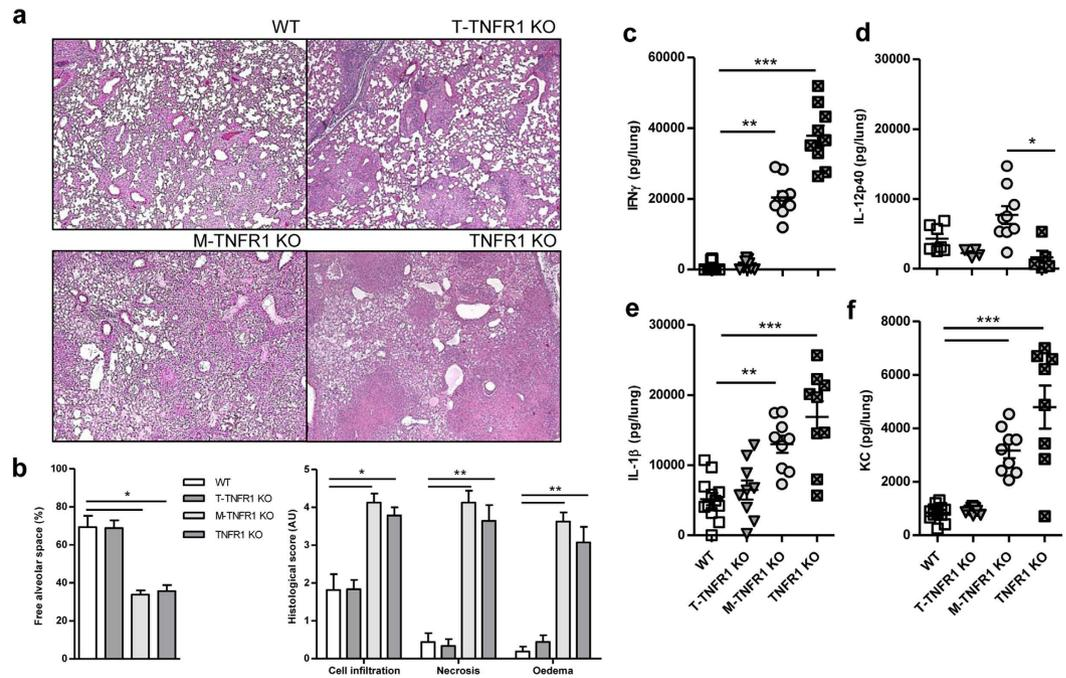 a
WT
T-TNFR1 KO
M-TNFR1 KO
TNFR1 KO
b
Free alveolar space (%)
100
80
60
40
20
0
*
WT
T-TNFR1 KO
M-TNFR1 KO
TNFR1 KO
Histological score (AU)
5
4
3
2
1
0
*
**
**
Cell infiltration
Necrosis
Oedema
c
IFNγ (pg/lung)
60000
40000
20000
0
***
**
d
IL-12p40 (pg/lung)
30000
20000
10000
0
*
e
IL-1β (pg/lung)
30000
20000
10000
0
***
**
WT
T-TNFR1 KO
M-TNFR1 KO
TNFR1 KO
f
KC (pg/lung)
8000
6000
4000
2000
0
***
WT
T-TNFR1 KO
M-TNFR1 KO
TNFR1 KO